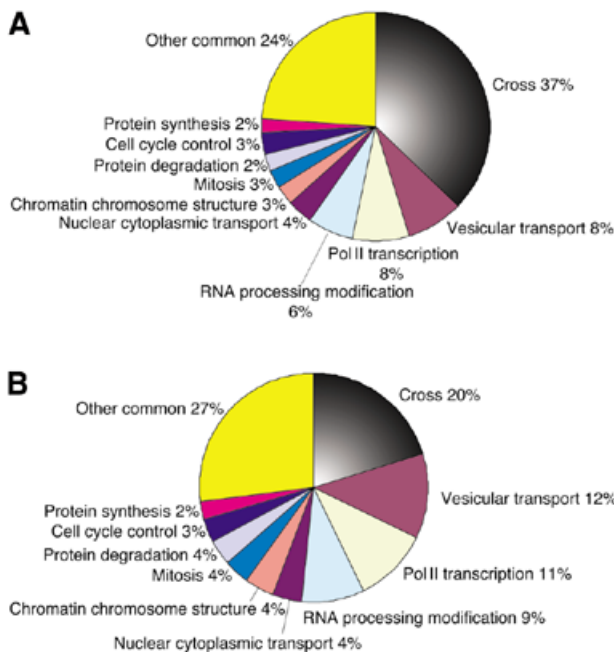 A
Other common 24%
Cross 37%
Protein synthesis 2%
Cell cycle control 3%
Protein degradation 2%
Mitosis 3%
Chromatin chromosome structure 3%
Nuclear cytoplasmic transport 4%
Vesicular transport 8%
Pol II transcription
8%
RNA processing modification
6%
B
Other common 27%
Cross 20%
Vesicular transport 12%
Protein synthesis 2%
Cell cycle control 3%
Protein degradation 4%
Mitosis 4%
Pol II transcription 11%
Chromatin chromosome structure 4%
RNA processing modification 9%
Nuclear cytoplasmic transport 4%